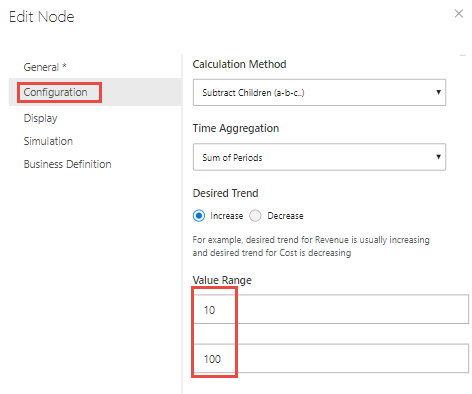 Edit Node
General *
Configuration
Display
Simulation
Business Definition
Calculation Method
Subtract Children (a-b-c..)
Time Aggregation
Sum of Periods
Desired Trend
Increase Decrease
For example, desired trend for Revenue is usually increasing
and desired trend for Cost is decreasing
Value Range
10
100